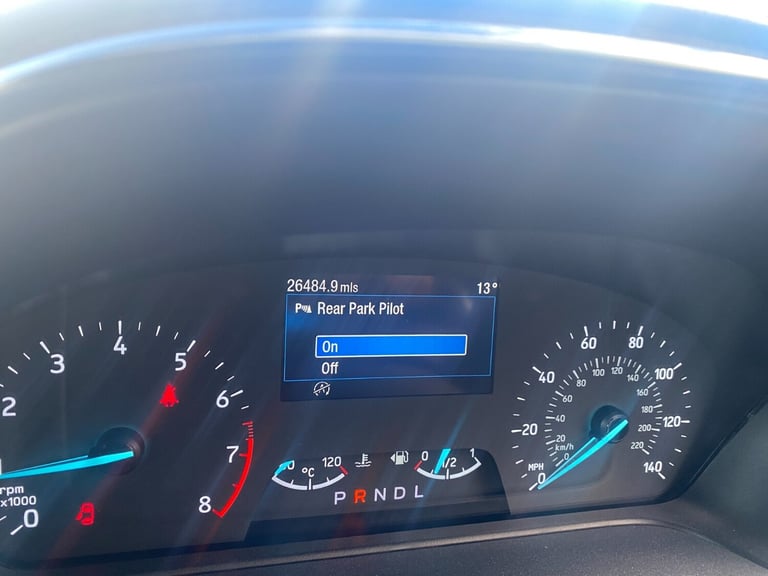 26484.9 mls 13°
P Rear Park Pilot
On
Off
2 3 4 5 6 7 8
rpm
x1000
0
°C 120
0 1/2 1
P R N D L
0 20 40 60 80 100 120 140
MPH
0 20 40 60 80 100 120 140 160 180 200 220
km/h